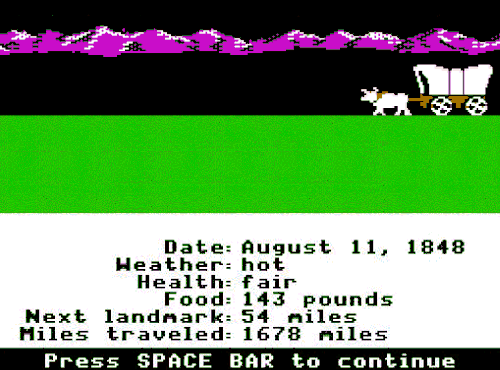 Date: August 11, 1848
Weather: hot
Health: fair
Food: 143 pounds
Next landmark: 54 miles
Miles traveled: 1678 miles
Press SPACE BAR to continue